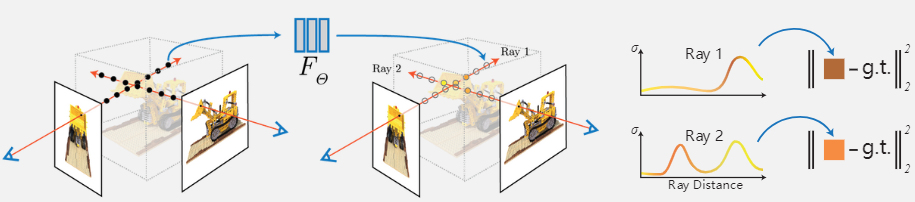 F_Θ
Ray 1
Ray 2
σ
Ray 1
‖ – g.t.‖₂²
σ
Ray 2
Ray Distance
‖ – g.t.‖₂²